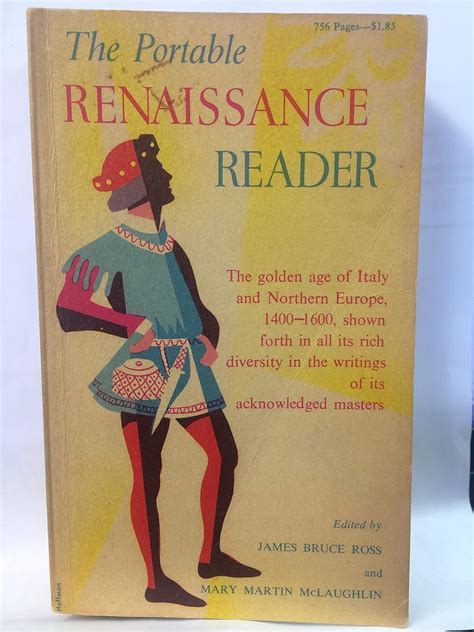 756 Pages—$1.85
The Portable
RENAISSANCE
READER
The golden age of Italy
and Northern Europe,
1400—1600, shown
forth in all its rich
diversity in the writings
of its
acknowledged masters
Edited by
JAMES BRUCE ROSS
and
MARY MARTIN McLAUGHLIN
Hoffman